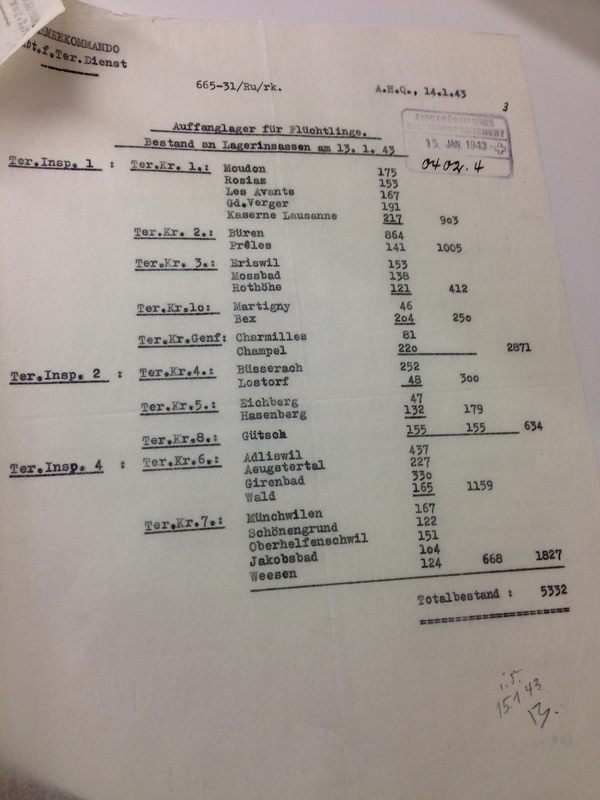 RMEEKOMMANDO
bt.f.Ter.Dienst
665-31/Ru/rk.
A.H.Q., 14.1.43
3
Auffanglager für Flüchtlinge.
Bestand an Lagerinsassen am 13. 1. 43
15. JAN. 1943
0402.4
Ter.Insp. 1 : Ter.Kr. 1.: Moudon 175
Rosiaz 153
Les Avants 167
Gd.Verger 191
Kaserne Lausanne 217 903
Ter.Kr. 2.: Büren 864
Prêles 141 1005
Ter.Kr. 3.: Eriswil 153
Mossbad 138
Rothöhe 121 412
Ter.Kr.10: Martigny 46
Bex 204 250
Ter.Kr.Genf: Charmilles 81
Champel 220 2871
Ter.Insp. 2 : Ter.Kr.4.: Büsserach 252
Lostorf 48 300
Ter.Kr.5.: Eichberg 47
Hasenberg 132 179
Ter.Kr.8.: Gütsch 155 155 634
Ter.Insp. 4 : Ter.Kr.6.: Adliswil 437
Aeugstertal 227
Girenbad 330
Wald 165 1159
Ter.Kr.7.: Münchwilen 167
Schönengrund 122
Oberhelfenschwil 151
Jakobsbad 104
Weesen 124 668 1827
Totalbestand : 5332
15.1.43